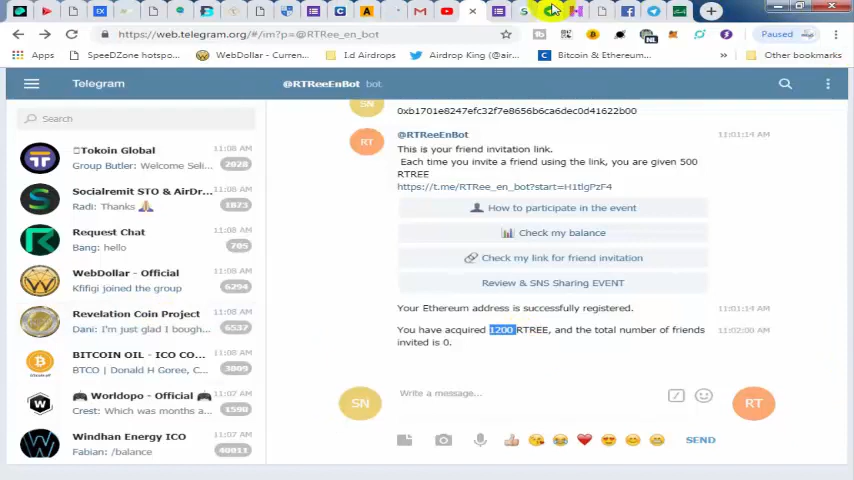 https://web.telegram.org/#/im?p=@RTRee_en_bot
Paused
Apps
SpeeDZone hotspo...
WebDollar - Curren...
I.d Airdrops
Airdrop King (@air...
Bitcoin & Ethereum...
Other bookmarks
Telegram
@RTReeEnBot bot
Search
Tokoin Global 11:08 AM
Group Butler: Welcome Seli... 2028
Socialremit STO & AirDr... 11:08 AM
Radi: Thanks 🙏 1873
Request Chat 11:08 AM
Bang: hello 705
WebDollar - Official 11:08 AM
Kfifigi joined the group 6294
Revelation Coin Project 11:08 AM
Dani: I'm just glad I bough... 6537
BITCOIN OIL - ICO CO... 11:08 AM
BTCO | Donald H Goree, C... 3809
Worldopo - Official 11:07 AM
Crest: Which was months a... 1598
Windhan Energy ICO 11:07 AM
Fabian: /balance 40911
SN
0xb1701e8247efc32f7e8656b6ca6dec0d41622b00
RT
@RTReeEnBot 11:01:14 AM
This is your friend invitation link.
Each time you invite a friend using the link, you are given 500
RTREE
https://t.me/RTRee_en_bot?start=H1tlgPzF4
How to participate in the event
Check my balance
Check my link for friend invitation
Review & SNS Sharing EVENT
Your Ethereum address is successfully registered. 11:01:14 AM
You have acquired 1200 RTREE, and the total number of friends 11:02:00 AM
invited is 0.
SN
Write a message...
RT
SEND